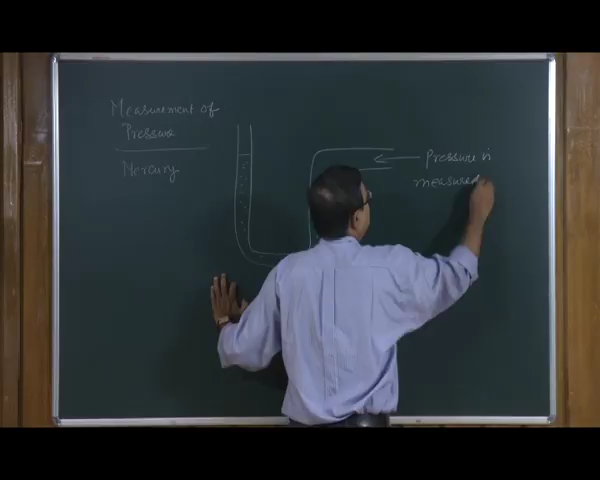 Measurement of
Pressure
Mercury
Pressure is
measured